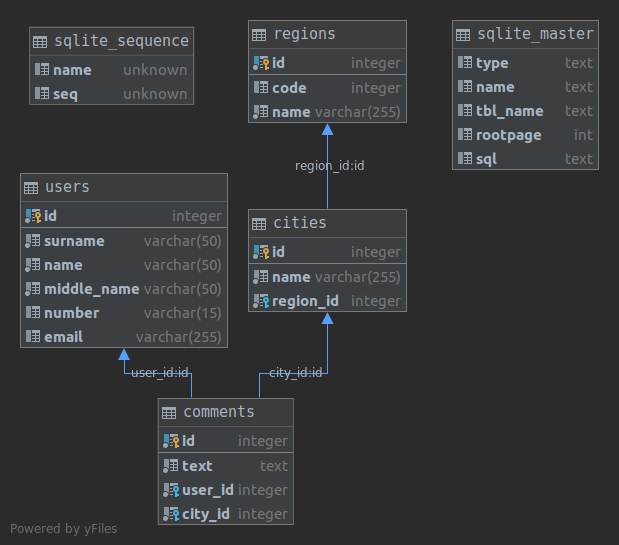 sqlite_sequence
name unknown
seq unknown
regions
id integer
code integer
name varchar(255)
sqlite_master
type text
name text
tbl_name text
rootpage int
sql text
region_id:id
users
id integer
surname varchar(50)
name varchar(50)
middle_name varchar(50)
number varchar(15)
email varchar(255)
cities
id integer
name varchar(255)
region_id integer
user_id:id
city_id:id
comments
id integer
text text
user_id integer
city_id integer
Powered by yFiles